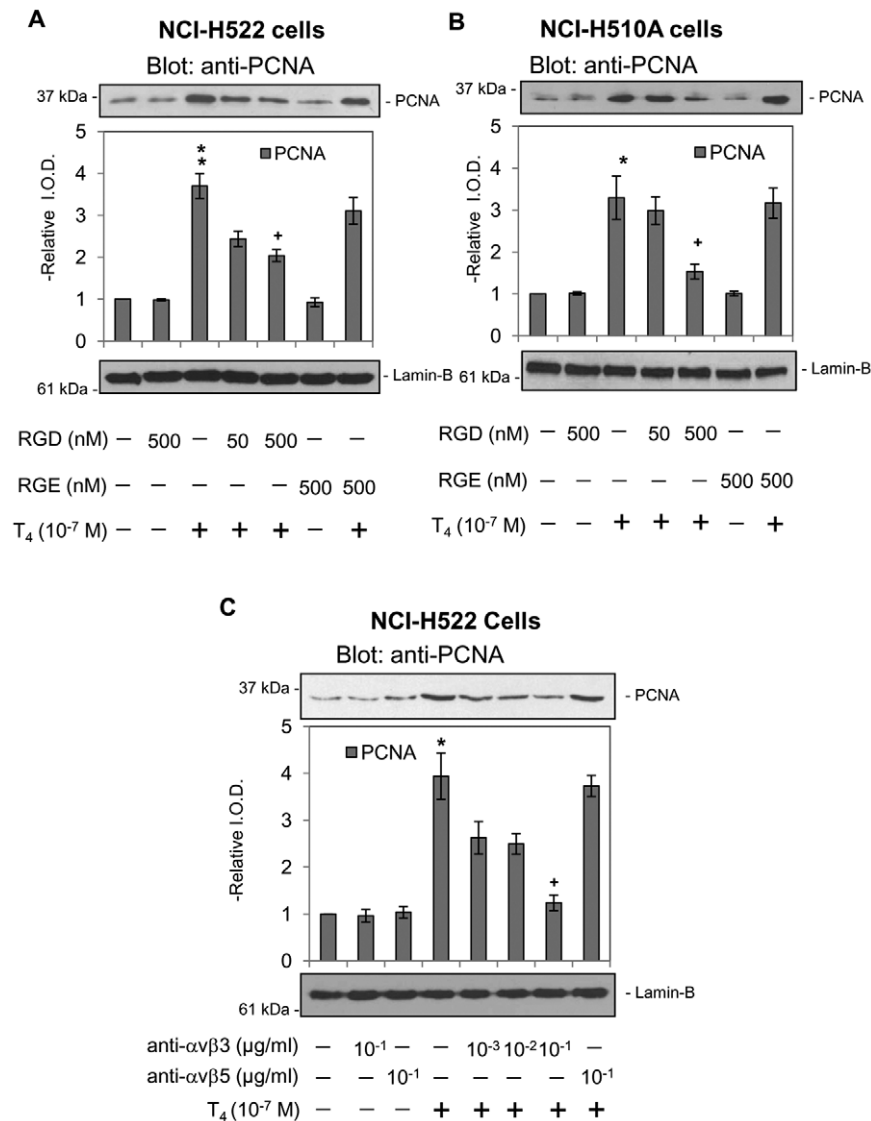 A
NCI-H522 cells
Blot: anti-PCNA
37 kDa -
- PCNA
5
4
3
2
1
0
-Relative I.O.D.
PCNA
*
*
+
61 kDa -
- Lamin-B
RGD (nM) — 500 — 50 500 — —
RGE (nM) — — — — — 500 500
T4 (10-7 M) — — + + + — +
B
NCI-H510A cells
Blot: anti-PCNA
37 kDa -
- PCNA
5
4
3
2
1
0
-Relative I.O.D.
PCNA
*
+
61 kDa -
- Lamin-B
RGD (nM) — 500 — 50 500 — —
RGE (nM) — — — — — 500 500
T4 (10-7 M) — — + + + — +
C
NCI-H522 Cells
Blot: anti-PCNA
37 kDa -
- PCNA
5
4
3
2
1
0
-Relative I.O.D.
PCNA
*
+
61 kDa -
- Lamin-B
anti-αvβ3 (µg/ml) — 10-1 — — 10-3 10-2 10-1 —
anti-αvβ5 (µg/ml) — — 10-1 — — — — 10-1
T4 (10-7 M) — — — + + + + +